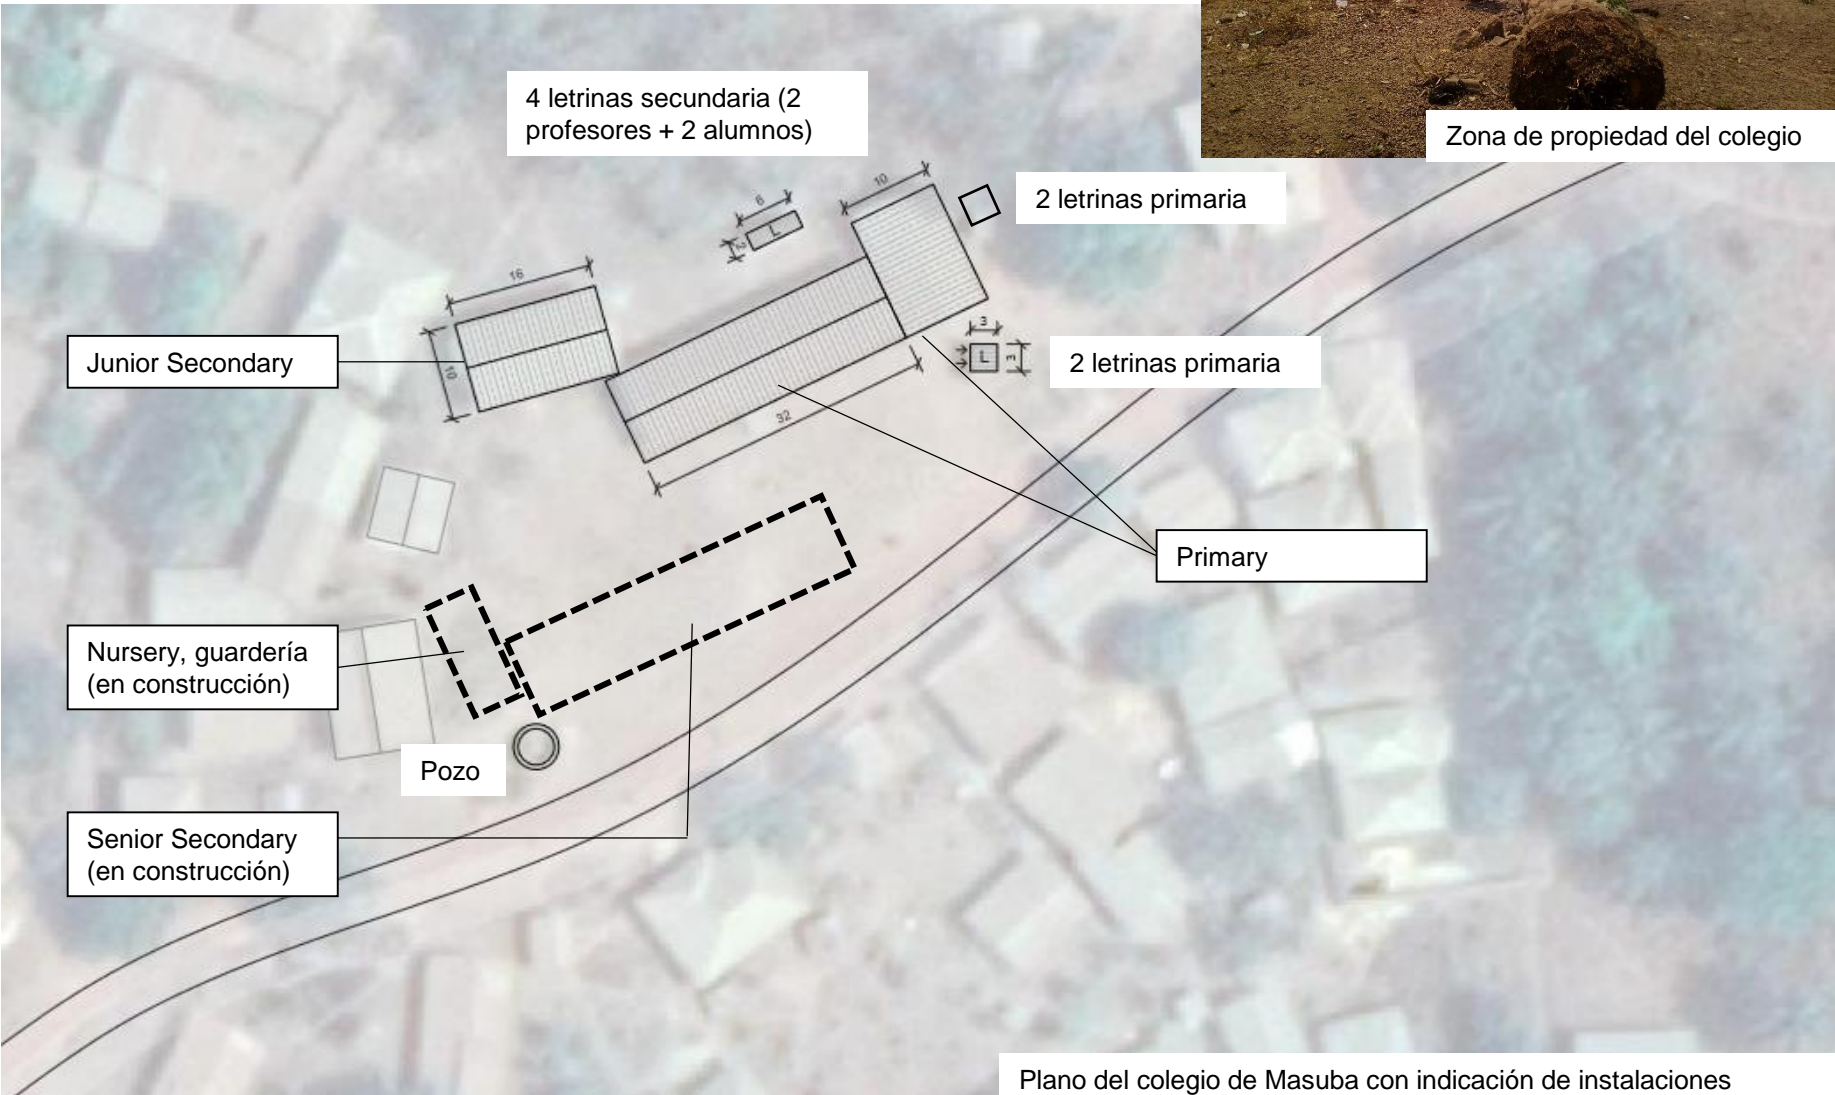 4 letrinas secundaria (2
profesores + 2 alumnos)
Zona de propiedad del colegio
10
2 letrinas primaria
6
L
2
16
3
Junior Secondary
L
3
2 letrinas primaria
10
32
Primary
Nursery, guardería
(en construcción)
Pozo
Senior Secondary
(en construcción)
Plano del colegio de Masuba con indicación de instalaciones